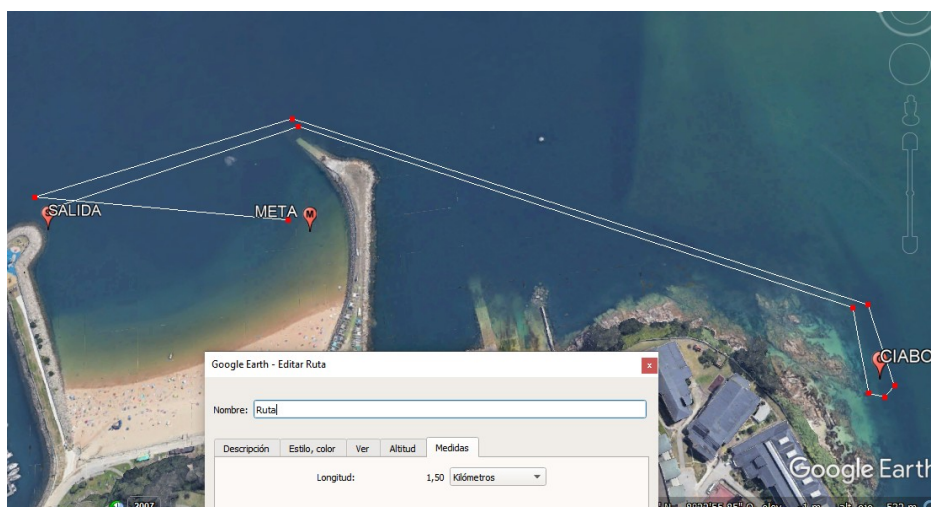 SALIDA
META
M
CIABO
Google Earth - Editar Ruta
x
Nombre:
Ruta
Descripción
Estilo, color
Ver
Altitud
Medidas
Longitud:
1,50
Kilómetros
Google Earth
2007